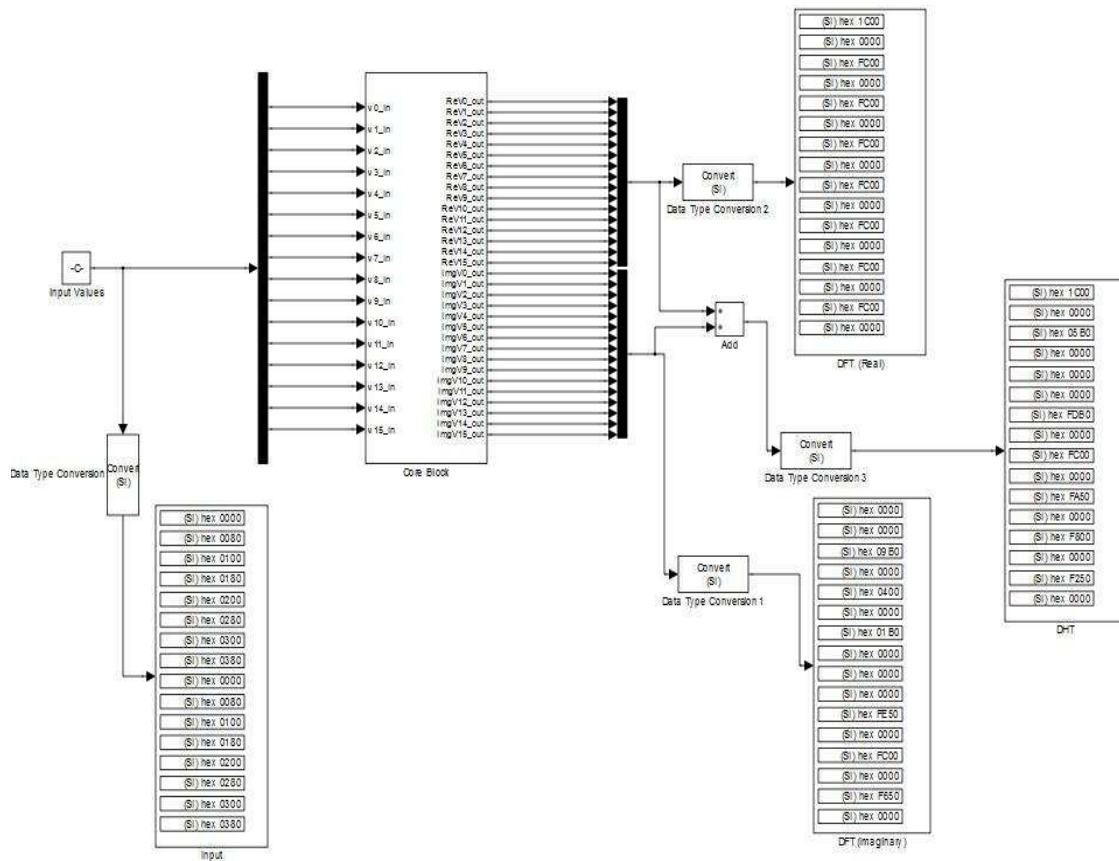 -C-
Input Values
Data Type Conversion
Convert
(SI)
(SI) hex 0000
(SI) hex 0080
(SI) hex 0100
(SI) hex 0180
(SI) hex 0200
(SI) hex 0280
(SI) hex 0300
(SI) hex 0380
(SI) hex 0000
(SI) hex 0080
(SI) hex 0100
(SI) hex 0180
(SI) hex 0200
(SI) hex 0280
(SI) hex 0300
(SI) hex 0380
Input
v 0_in
v 1_in
v 2_in
v 3_in
v 4_in
v 5_in
v 6_in
v 7_in
v 8_in
v 9_in
v 10_in
v 11_in
v 12_in
v 13_in
v 14_in
v 15_in
ReV0_out
ReV1_out
ReV2_out
ReV3_out
ReV4_out
ReV5_out
ReV6_out
ReV7_out
ReV8_out
ReV9_out
ReV10_out
ReV11_out
ReV12_out
ReV13_out
ReV14_out
ReV15_out
ImgV0_out
ImgV1_out
ImgV2_out
ImgV3_out
ImgV4_out
ImgV5_out
ImgV6_out
ImgV7_out
ImgV8_out
ImgV9_out
ImgV10_out
ImgV11_out
ImgV12_out
ImgV13_out
ImgV14_out
ImgV15_out
Core Block
Convert
(SI)
Data Type Conversion 2
(SI) hex 1C00
(SI) hex 0000
(SI) hex FC00
(SI) hex 0000
(SI) hex FC00
(SI) hex 0000
(SI) hex FC00
(SI) hex 0000
(SI) hex FC00
(SI) hex 0000
(SI) hex FC00
(SI) hex 0000
(SI) hex FC00
(SI) hex 0000
(SI) hex FC00
(SI) hex 0000
DFT (Real)
+
+
Add
Convert
(SI)
Data Type Conversion 3
(SI) hex 1C00
(SI) hex 0000
(SI) hex 05B0
(SI) hex 0000
(SI) hex 0000
(SI) hex 0000
(SI) hex FDB0
(SI) hex 0000
(SI) hex FC00
(SI) hex 0000
(SI) hex FA50
(SI) hex 0000
(SI) hex F800
(SI) hex 0000
(SI) hex F250
(SI) hex 0000
DHT
Convert
(SI)
Data Type Conversion 1
(SI) hex 0000
(SI) hex 0000
(SI) hex 09B0
(SI) hex 0000
(SI) hex 0400
(SI) hex 0000
(SI) hex 01B0
(SI) hex 0000
(SI) hex 0000
(SI) hex 0000
(SI) hex FE50
(SI) hex 0000
(SI) hex FC00
(SI) hex 0000
(SI) hex F650
(SI) hex 0000
DFT (Imaginary)